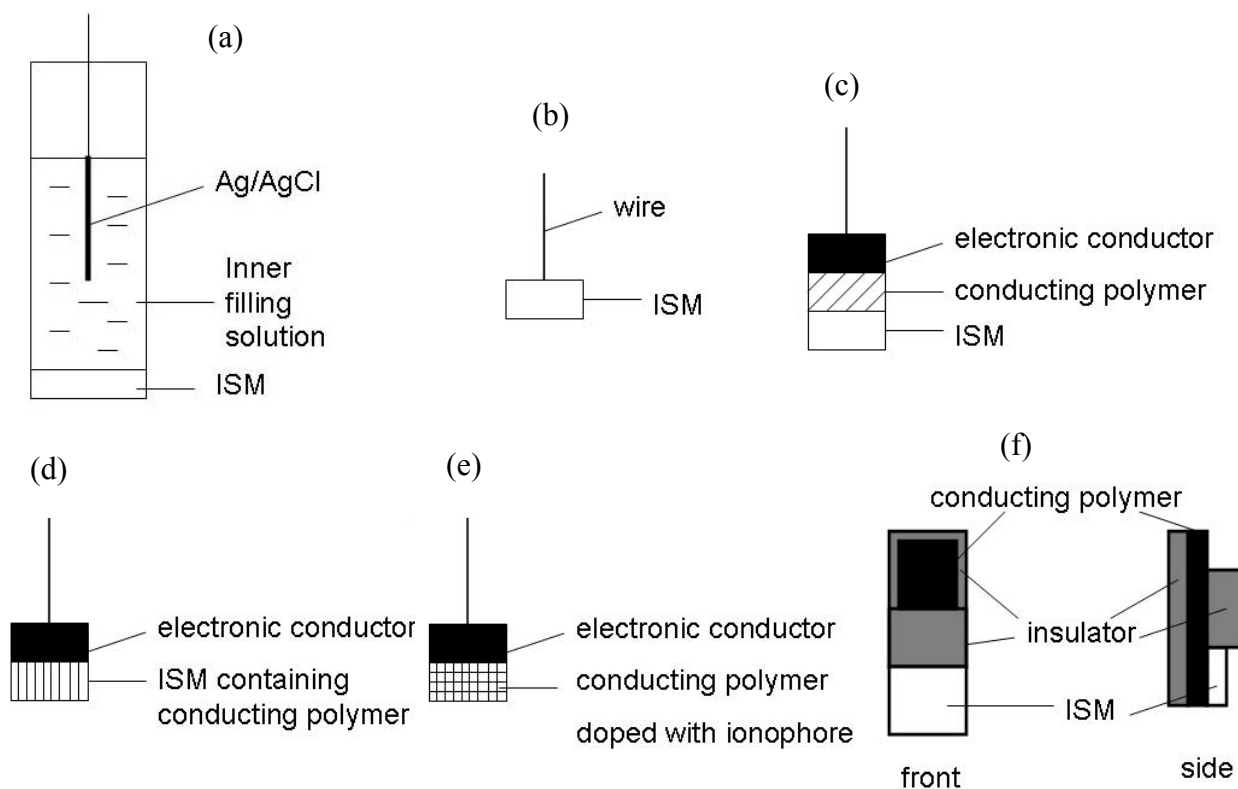 (a)
Ag/AgCl
Inner
filling
solution
ISM
(b)
wire
ISM
(c)
electronic conductor
conducting polymer
ISM
(d)
electronic conductor
ISM containing
conducting polymer
(e)
electronic conductor
conducting polymer
doped with ionophore
(f)
conducting polymer
insulator
ISM
front
side